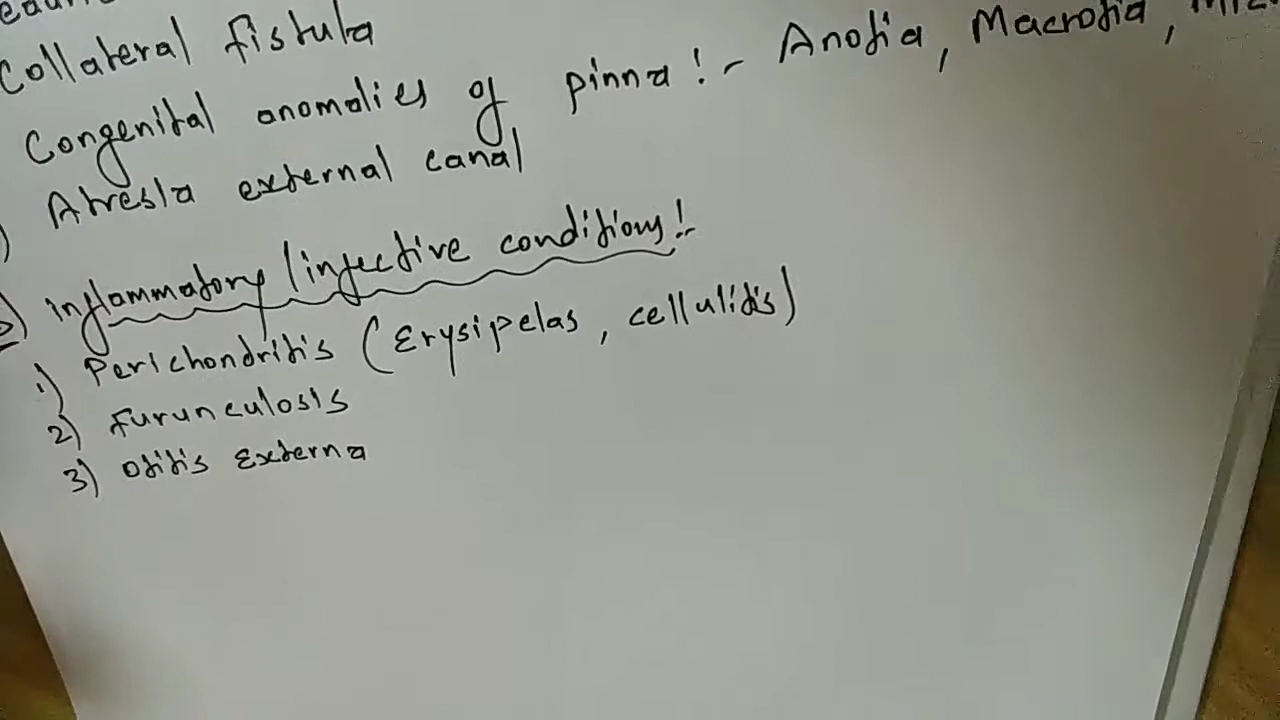 Collateral fistula
Congenital anomalies of pinna :- Anotia, Macrotia,
Atresia external canal
Inflammatory / infective conditions :-
1) Perichondritis (Erysipelas, cellulitis)
2) Furunculosis
3) Otitis Externa